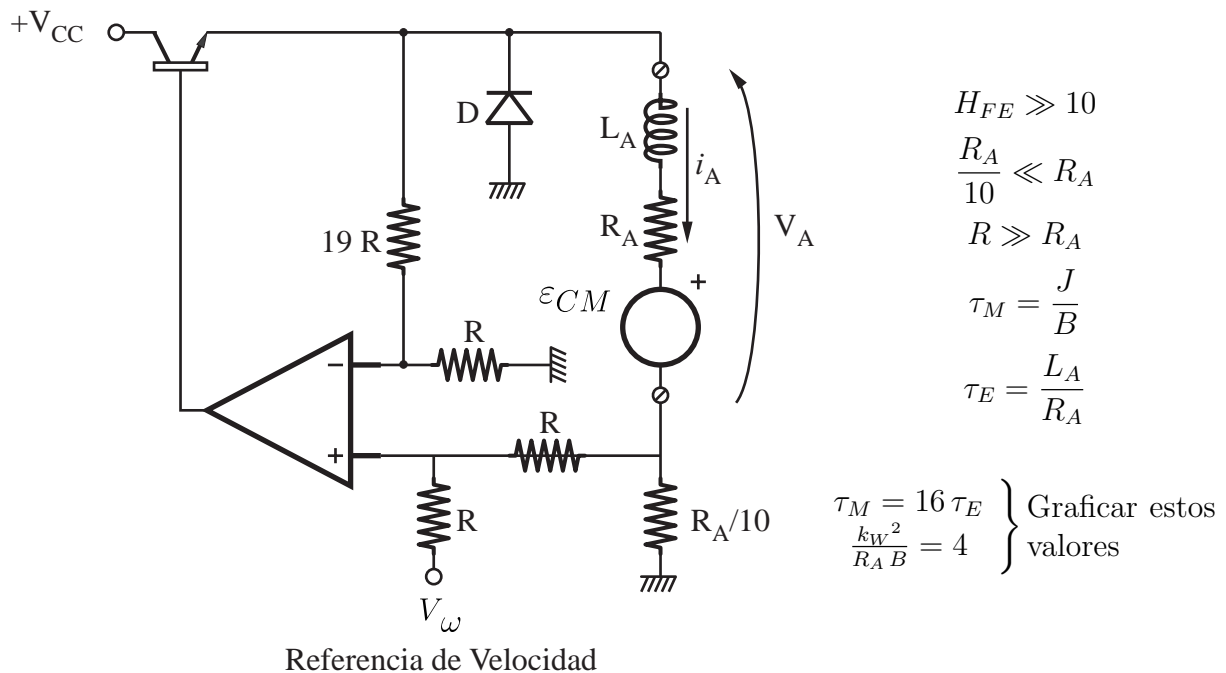 +V_CC
D
L_A
i_A
R_A
V_A
19 R
ε_CM
+
R
−
+
R
R
R_A/10
V_ω
Referencia de Velocidad
H_FE ≫ 10
R_A/10 ≪ R_A
R ≫ R_A
τ_M = J/B
τ_E = L_A/R_A
τ_M = 16 τ_E
k_W²/(R_A B) = 4
} Graficar estos
valores